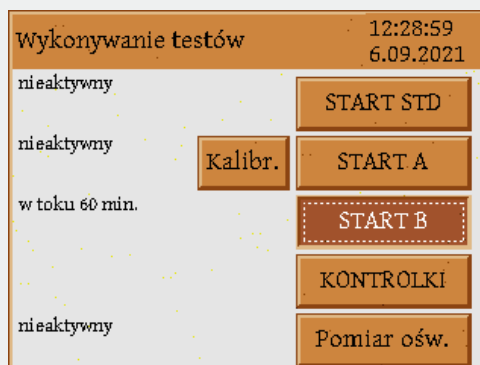 Wykonywanie testów
12:28:59
6.09.2021
nieaktywny
START STD
nieaktywny
Kalibr.
START A
w toku 60 min.
START B
KONTROLKI
nieaktywny
Pomiar ośw.